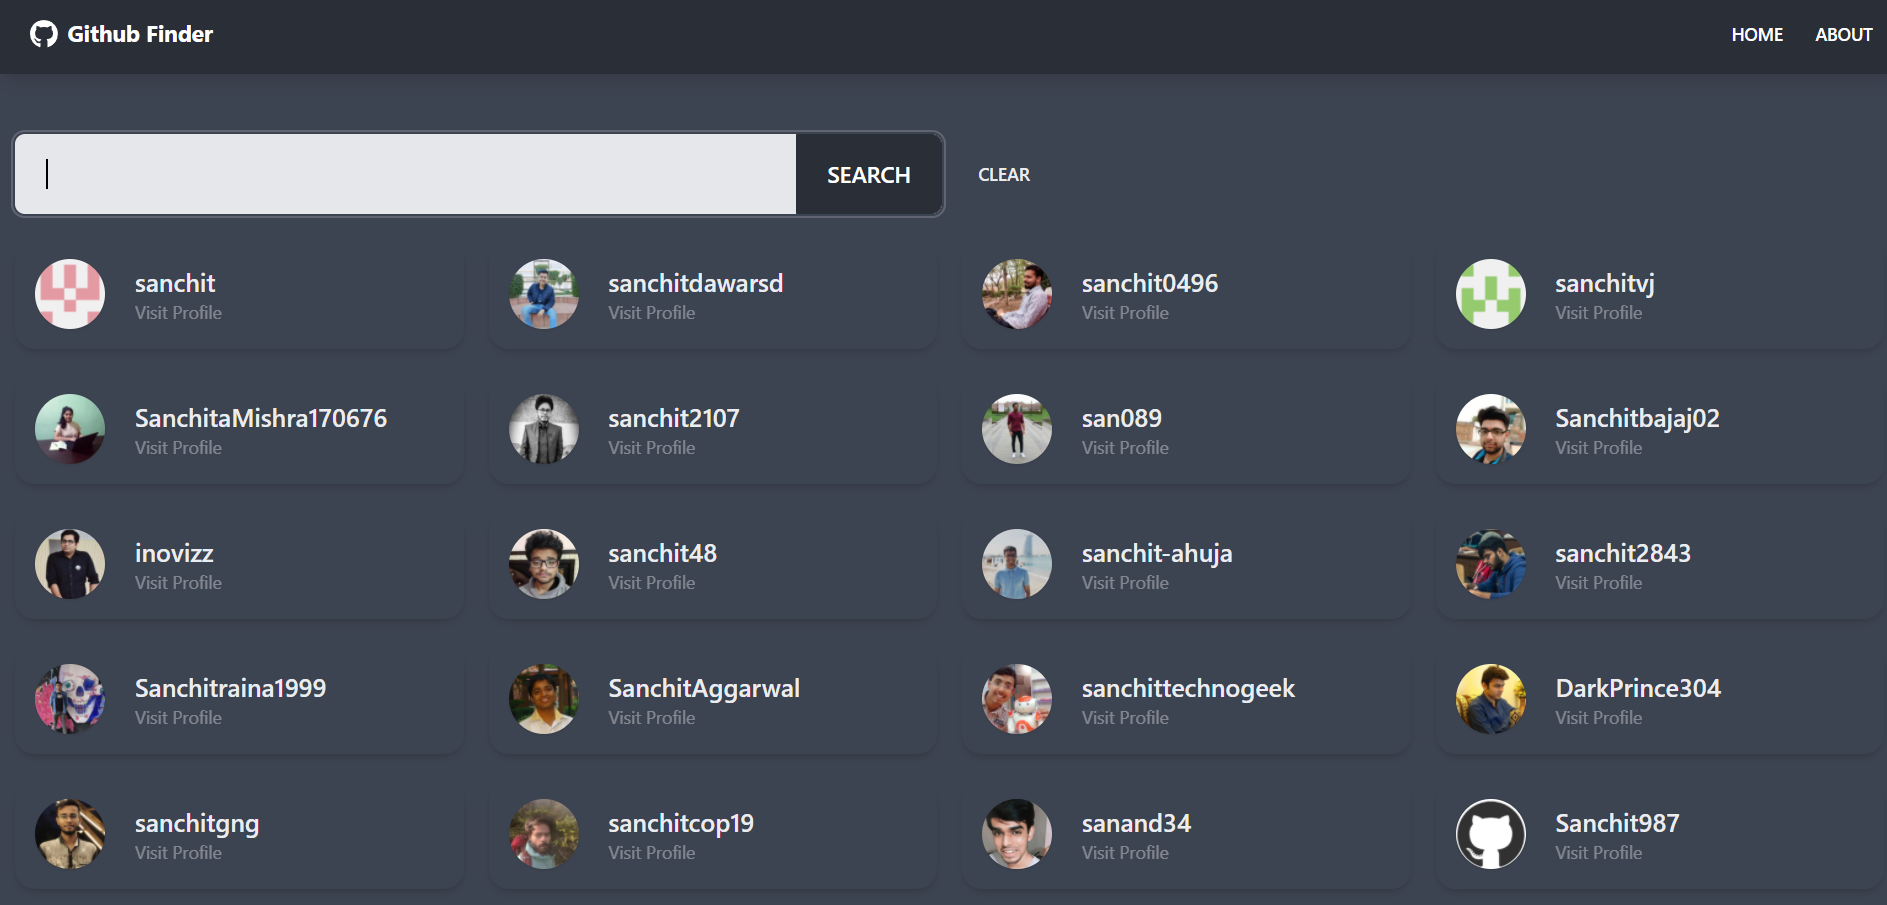 Github Finder
HOME
ABOUT
SEARCH
CLEAR
sanchit
Visit Profile
sanchitdawarsd
Visit Profile
sanchit0496
Visit Profile
sanchitvj
Visit Profile
SanchitaMishra170676
Visit Profile
sanchit2107
Visit Profile
san089
Visit Profile
Sanchitbajaj02
Visit Profile
inovizz
Visit Profile
sanchit48
Visit Profile
sanchit-ahuja
Visit Profile
sanchit2843
Visit Profile
Sanchitraina1999
Visit Profile
SanchitAggarwal
Visit Profile
sanchittechnogeek
Visit Profile
DarkPrince304
Visit Profile
sanchitgng
Visit Profile
sanchitcop19
Visit Profile
sanand34
Visit Profile
Sanchit987
Visit Profile